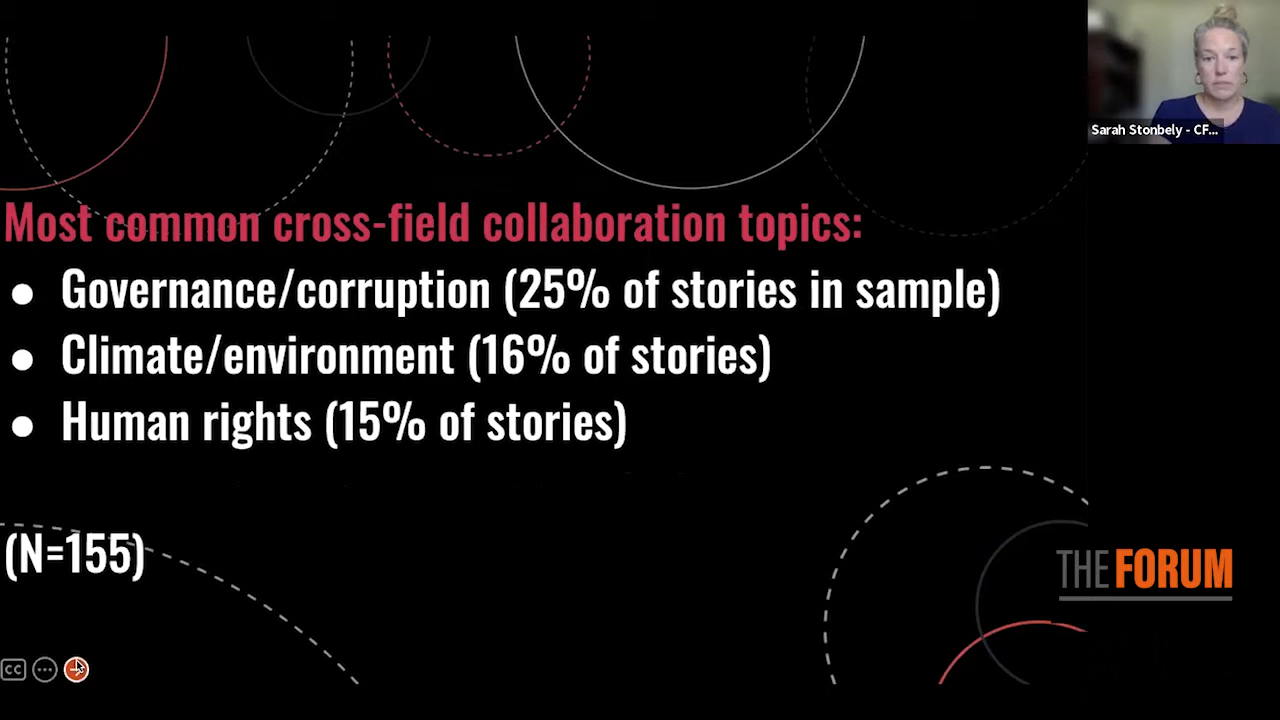 Sarah Stonbely - CF...
Most common cross-field collaboration topics:
● Governance/corruption (25% of stories in sample)
● Climate/environment (16% of stories)
● Human rights (15% of stories)
(N=155)
THE FORUM
CC